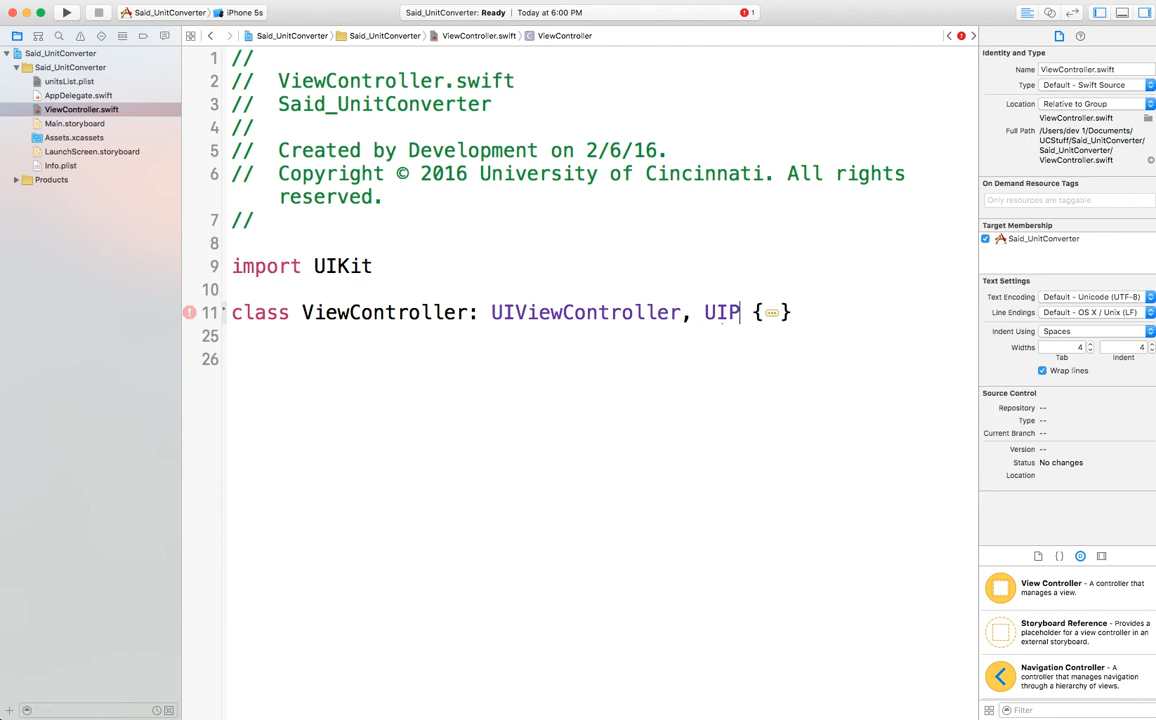 Said_UnitConverter
iPhone 5s
Said_UnitConverter: Ready | Today at 6:00 PM
1
Said_UnitConverter
Said_UnitConverter
unitsList.plist
AppDelegate.swift
ViewController.swift
Main.storyboard
Assets.xcassets
LaunchScreen.storyboard
Info.plist
Products
Said_UnitConverter
Said_UnitConverter
ViewController.swift
C ViewController
1 //
2 // ViewController.swift
3 // Said_UnitConverter
4 //
5 // Created by Development on 2/6/16.
6 // Copyright © 2016 University of Cincinnati. All rights
reserved.
7 //
8
9 import UIKit
10
11 class ViewController: UIViewController, UIP {...}
25
26
Identity and Type
Name ViewController.swift
Type Default - Swift Source
Location Relative to Group
ViewController.swift
Full Path /Users/dev 1/Documents/
UCStuff/Said_UnitConverter/
Said_UnitConverter/
ViewController.swift
On Demand Resource Tags
Only resources are taggable
Target Membership
Said_UnitConverter
Text Settings
Text Encoding Default - Unicode (UTF-8)
Line Endings Default - OS X / Unix (LF)
Indent Using Spaces
Widths 4 4
Tab Indent
Wrap lines
Source Control
Repository --
Type --
Current Branch --
Version --
Status No changes
Location
View Controller - A controller that
manages a view.
Storyboard Reference - Provides a
placeholder for a view controller in an
external storyboard.
Navigation Controller - A
controller that manages navigation
through a hierarchy of views.
Filter